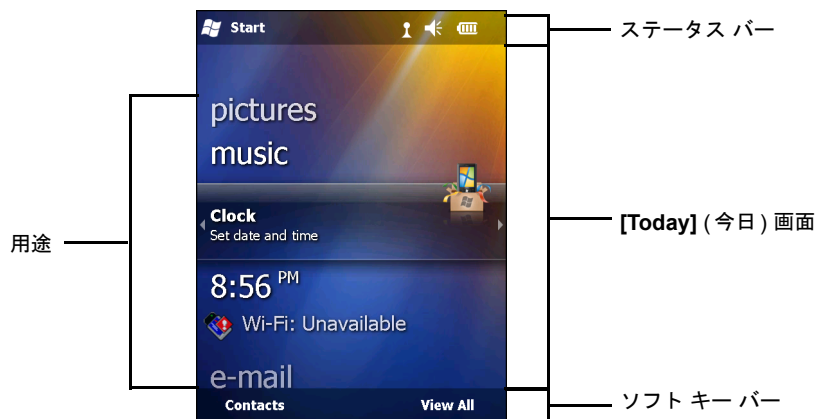 Start
ステータス バー
pictures
music
Clock
Set date and time
[Today] (今日) 画面
用途
8:56 PM
Wi-Fi: Unavailable
e-mail
Contacts
View All
ソフト キー バー